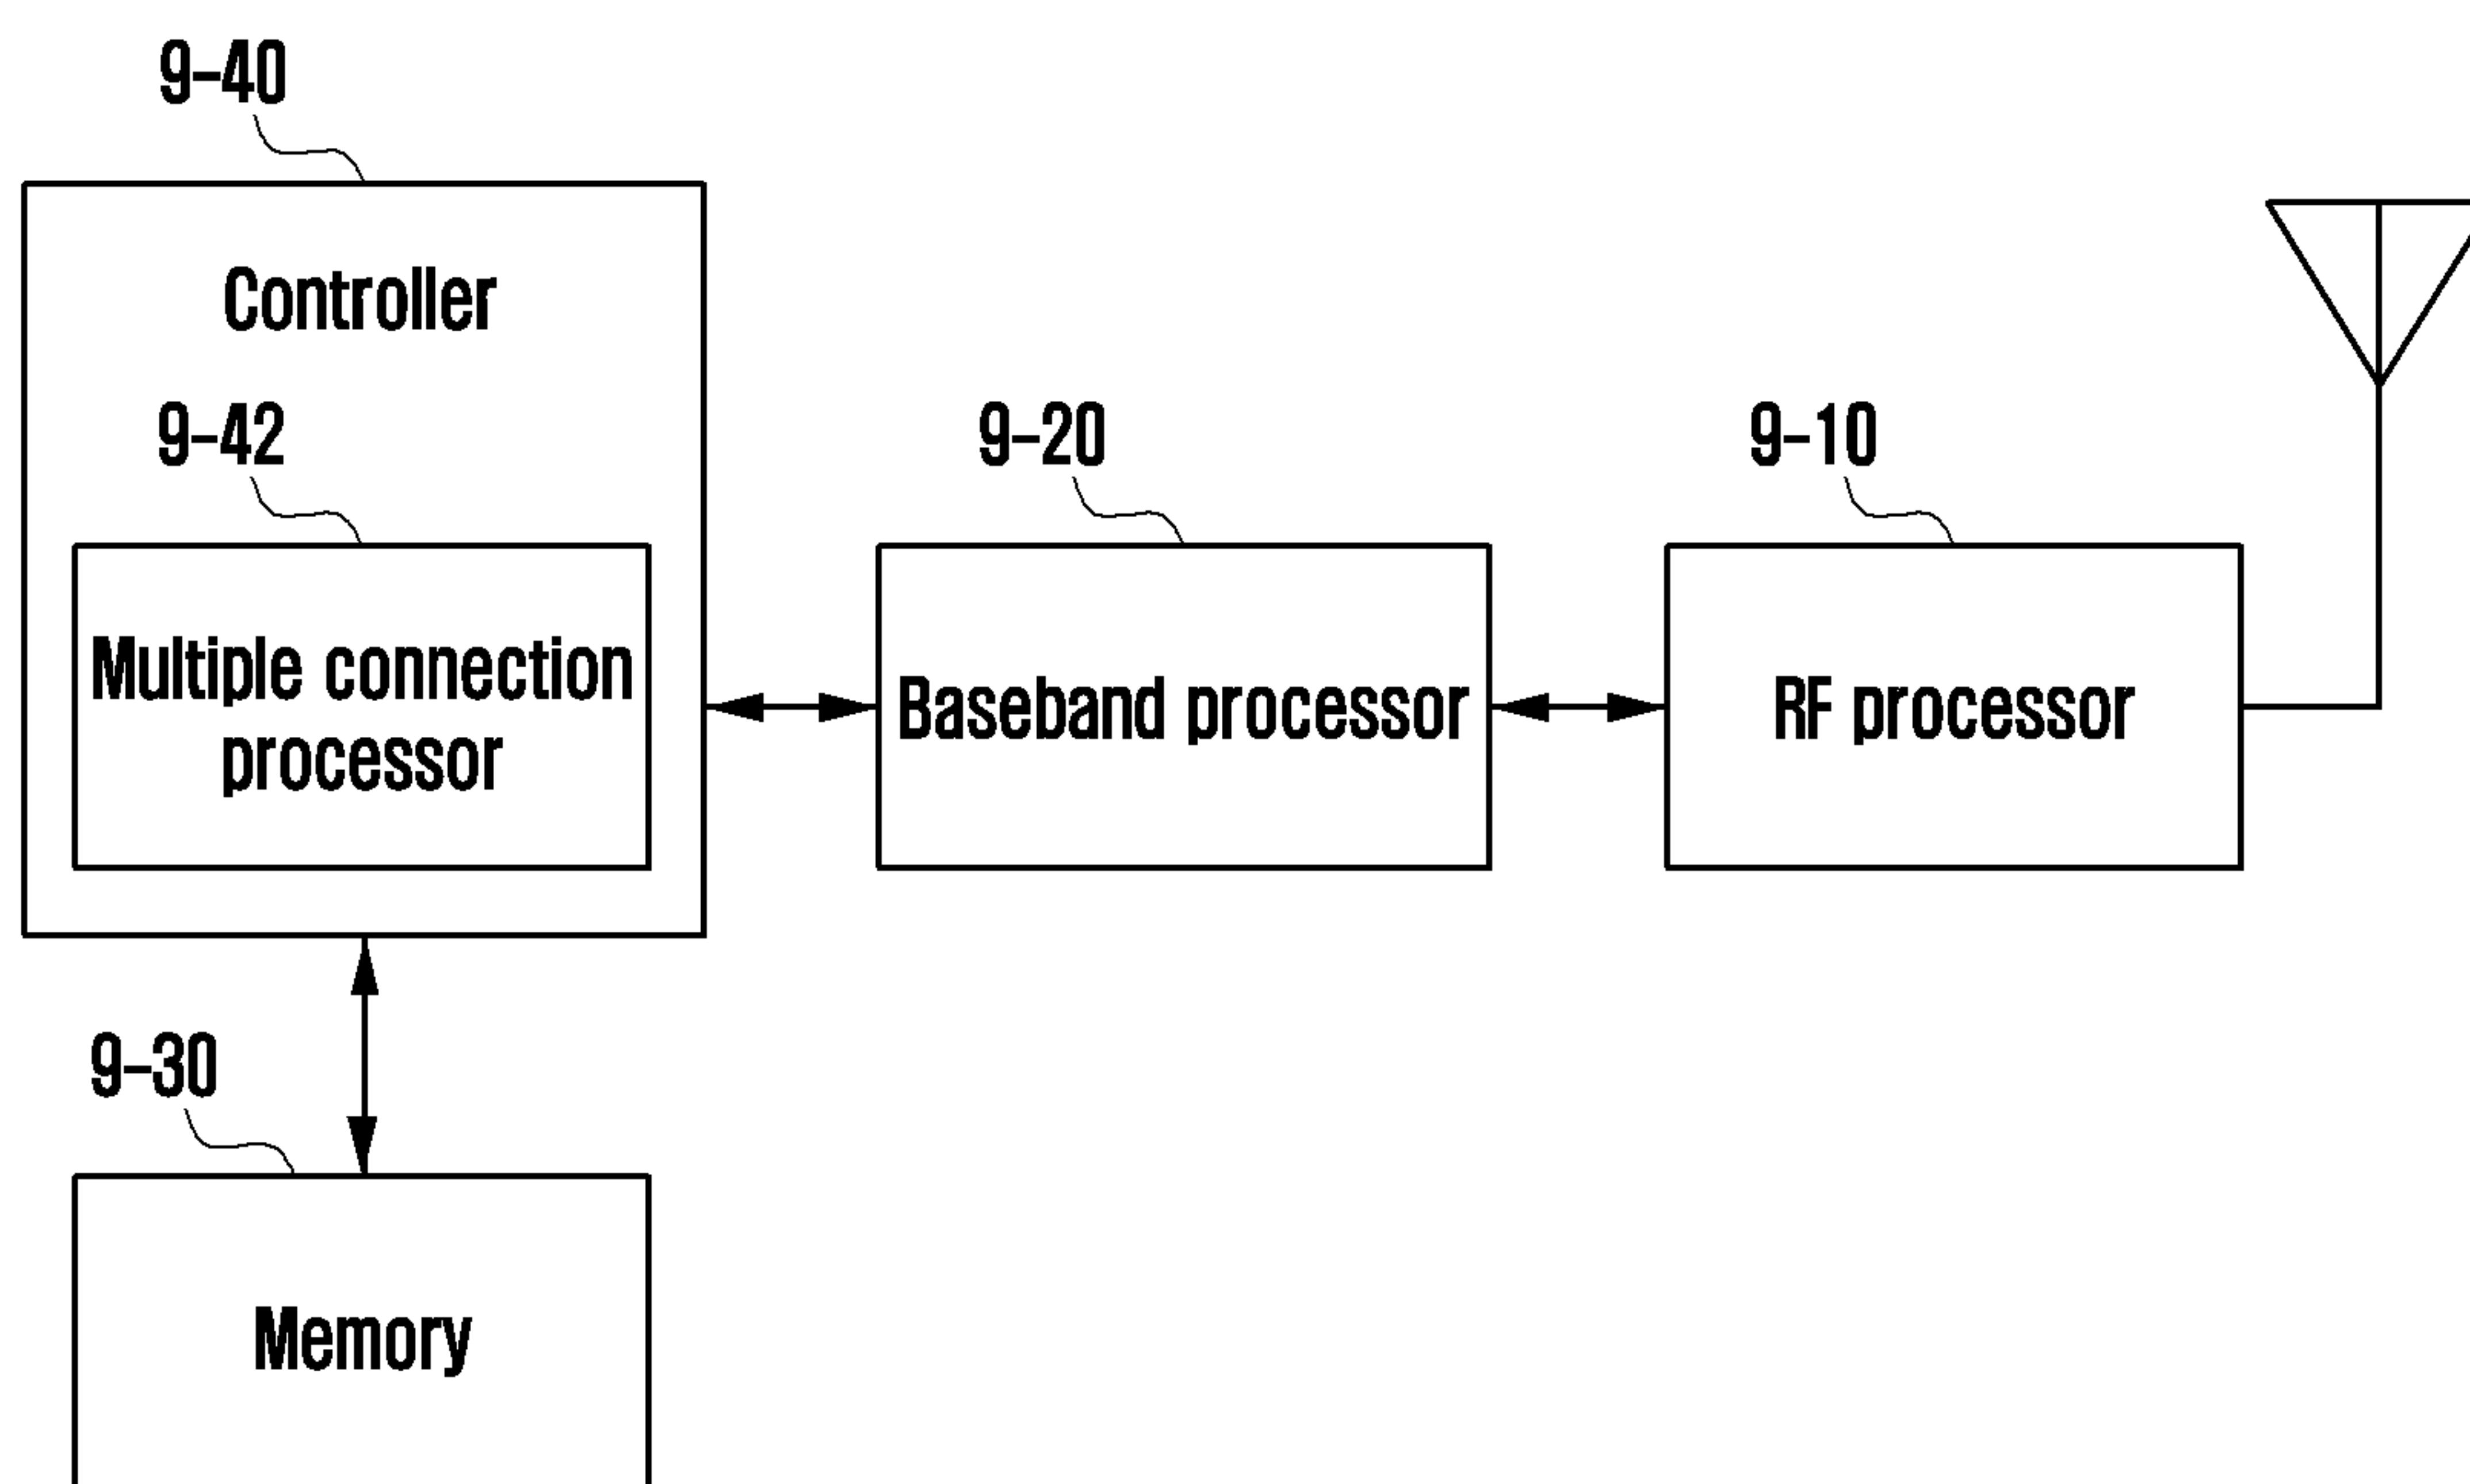 9-40
Controller
9-42
9-20
9-10
Multiple connection
processor
Baseband processor
RF processor
9-30
Memory